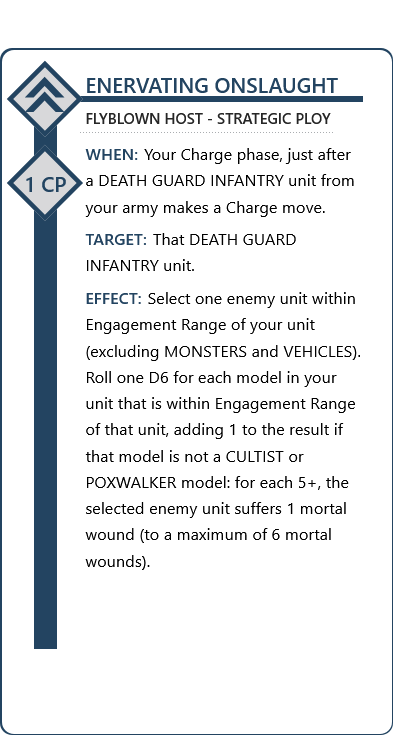 ENERVATING ONSLAUGHT
FLYBLOWN HOST - STRATEGIC PLOY
WHEN: Your Charge phase, just after
a DEATH GUARD INFANTRY unit from
1 CP
your army makes a Charge move.
TARGET: That DEATH GUARD
INFANTRY unit.
EFFECT: Select one enemy unit within
Engagement Range of your unit
(excluding MONSTERS and VEHICLES).
Roll one D6 for each model in your
unit that is within Engagement Range
of that unit, adding 1 to the result if
that model is not a CULTIST or
POXWALKER model: for each 5+, the
selected enemy unit suffers 1 mortal
wound (to a maximum of 6 mortal
wounds).